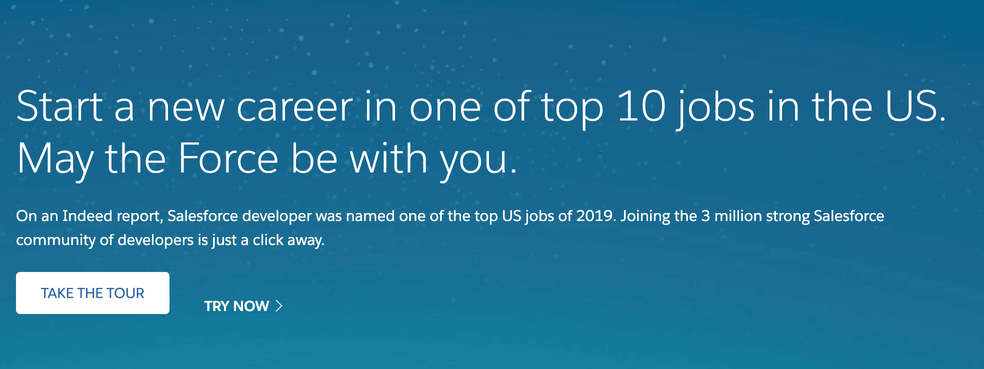 Start a new career in one of top 10 jobs in the US.
May the Force be with you.
On an Indeed report, Salesforce developer was named one of the top US jobs of 2019. Joining the 3 million strong Salesforce
community of developers is just a click away.
TAKE THE TOUR
TRY NOW >